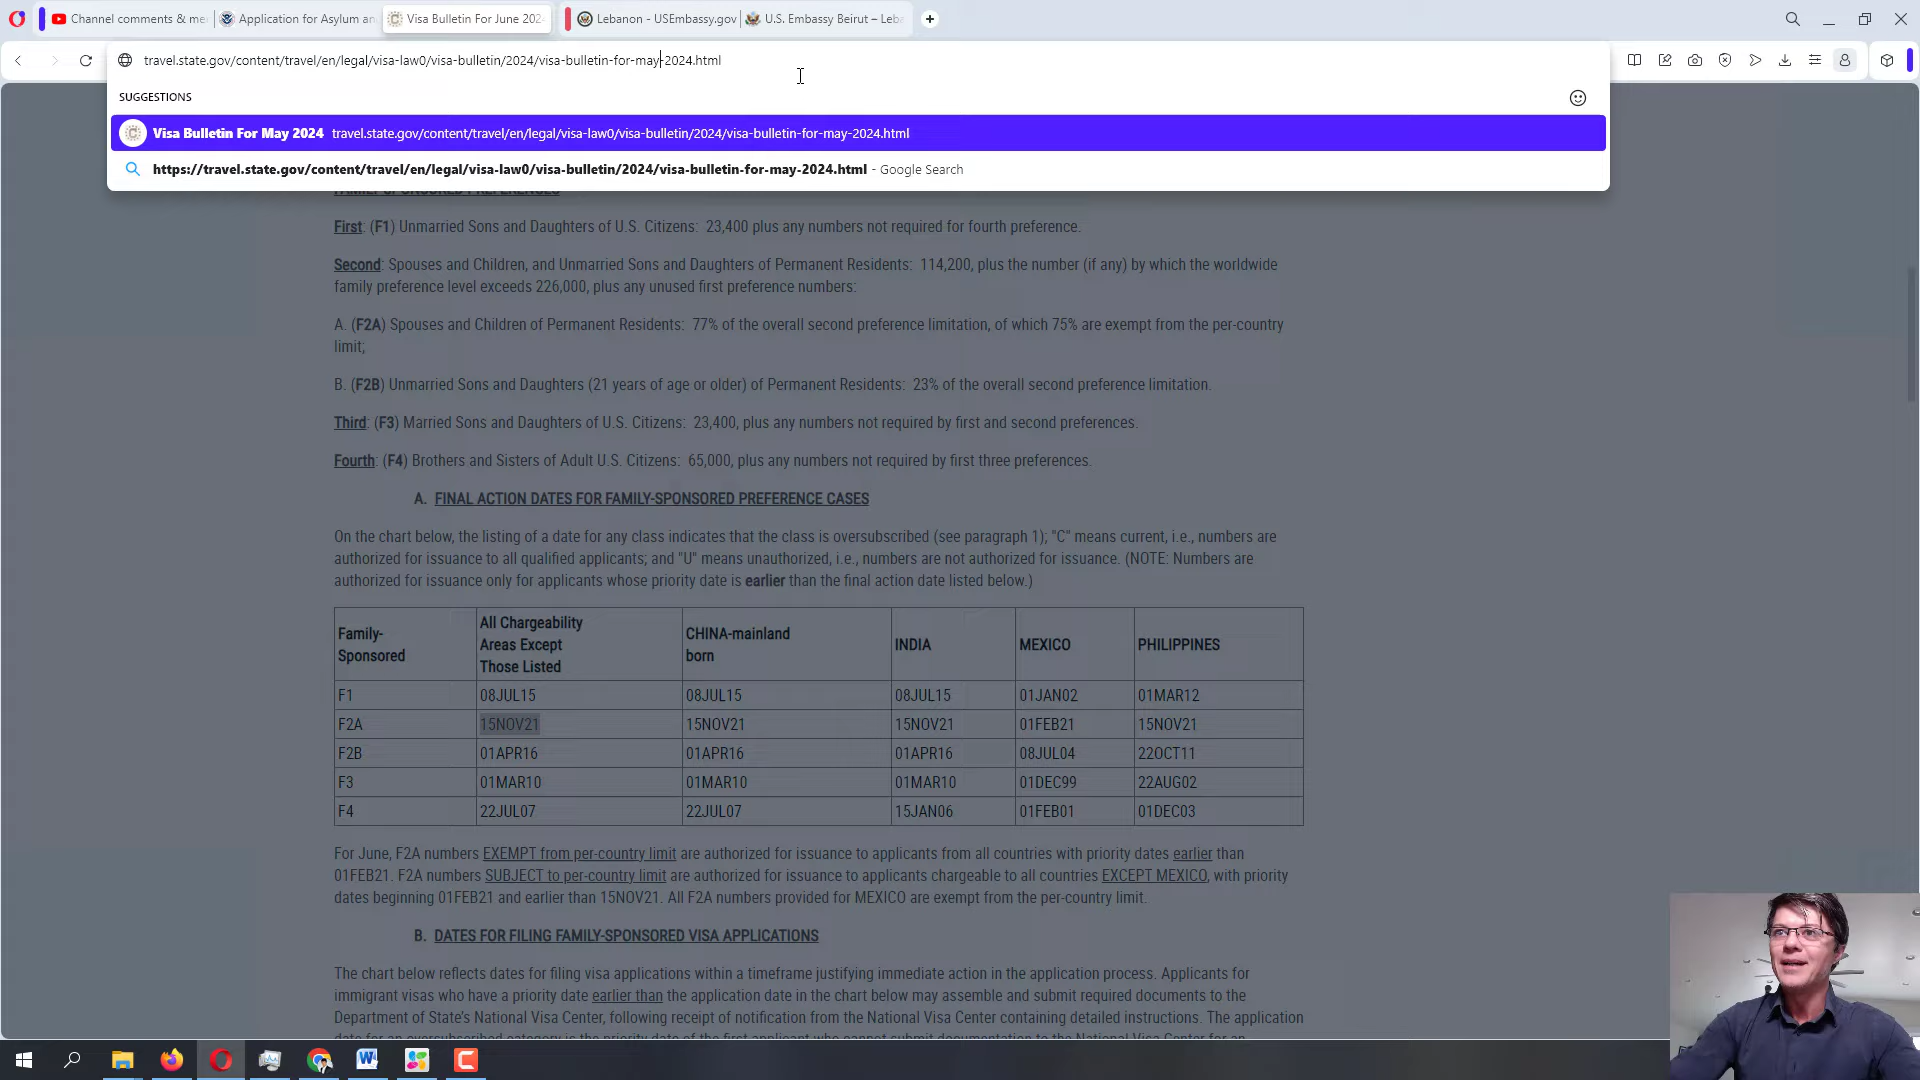 Channel comments & me
Application for Asylum an
Visa Bulletin For June 202
Lebanon - USEmbassy.gov
U.S. Embassy Beirut – Leb
travel.state.gov/content/travel/en/legal/visa-law0/visa-bulletin/2024/visa-bulletin-for-may-2024.html
SUGGESTIONS
Visa Bulletin For May 2024 travel.state.gov/content/travel/en/legal/visa-law0/visa-bulletin/2024/visa-bulletin-for-may-2024.html
https://travel.state.gov/content/travel/en/legal/visa-law0/visa-bulletin/2024/visa-bulletin-for-may-2024.html - Google Search
First: (F1) Unmarried Sons and Daughters of U.S. Citizens: 23,400 plus any numbers not required for fourth preference.
Second: Spouses and Children, and Unmarried Sons and Daughters of Permanent Residents: 114,200, plus the number (if any) by which the worldwide
family preference level exceeds 226,000, plus any unused first preference numbers:
A. (F2A) Spouses and Children of Permanent Residents: 77% of the overall second preference limitation, of which 75% are exempt from the per-country
limit;
B. (F2B) Unmarried Sons and Daughters (21 years of age or older) of Permanent Residents: 23% of the overall second preference limitation.
Third: (F3) Married Sons and Daughters of U.S. Citizens: 23,400, plus any numbers not required by first and second preferences.
Fourth: (F4) Brothers and Sisters of Adult U.S. Citizens: 65,000, plus any numbers not required by first three preferences.
A. FINAL ACTION DATES FOR FAMILY-SPONSORED PREFERENCE CASES
On the chart below, the listing of a date for any class indicates that the class is oversubscribed (see paragraph 1); "C" means current, i.e., numbers are
authorized for issuance to all qualified applicants; and "U" means unauthorized, i.e., numbers are not authorized for issuance. (NOTE: Numbers are
authorized for issuance only for applicants whose priority date is earlier than the final action date listed below.)
Family-Sponsored All Chargeability Areas Except Those Listed CHINA-mainland born INDIA MEXICO PHILIPPINES
F1 08JUL15 08JUL15 08JUL15 01JAN02 01MAR12
F2A 15NOV21 15NOV21 15NOV21 01FEB21 15NOV21
F2B 01APR16 01APR16 01APR16 08JUL04 22OCT11
F3 01MAR10 01MAR10 01MAR10 01DEC99 22AUG02
F4 22JUL07 22JUL07 15JAN06 01FEB01 01DEC03
For June, F2A numbers EXEMPT from per-country limit are authorized for issuance to applicants from all countries with priority dates earlier than
01FEB21. F2A numbers SUBJECT to per-country limit are authorized for issuance to applicants chargeable to all countries EXCEPT MEXICO, with priority
dates beginning 01FEB21 and earlier than 15NOV21. All F2A numbers provided for MEXICO are exempt from the per-country limit.
B. DATES FOR FILING FAMILY-SPONSORED VISA APPLICATIONS
The chart below reflects dates for filing visa applications within a timeframe justifying immediate action in the application process. Applicants for
immigrant visas who have a priority date earlier than the application date in the chart below may assemble and submit required documents to the
Department of State's National Visa Center, following receipt of notification from the National Visa Center containing detailed instructions. The application